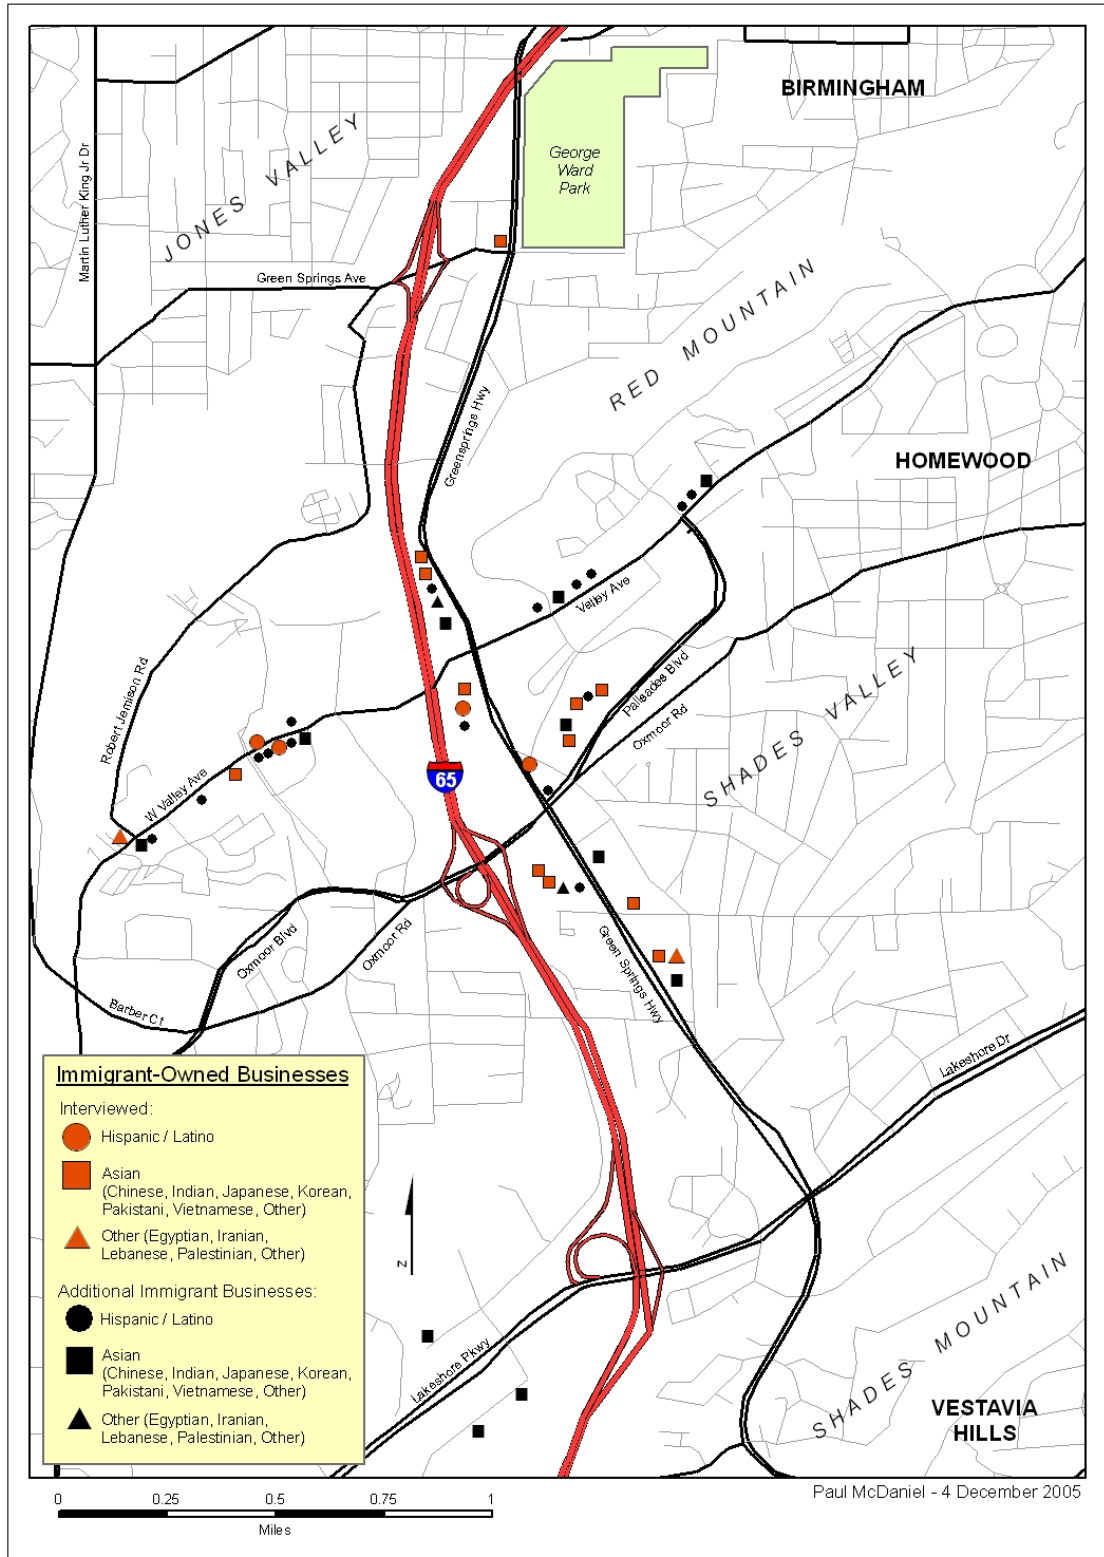 BIRMINGHAM
George
Ward
Park
JONES VALLEY
Martin Luther King Jr Dr
Green Springs Ave
RED MOUNTAIN
Greensprings Hwy
HOMEWOOD
Valley Ave
Palisades Blvd
Oxmoor Rd
SHADES VALLEY
Robert Jemison Rd
W Valley Ave
65
Oxmoor Blvd
Oxmoor Rd
Green Springs Hwy
Barber Ct
Lakeshore Dr
Immigrant-Owned Businesses
Interviewed:
Hispanic / Latino
Asian
(Chinese, Indian, Japanese, Korean,
Pakistani, Vietnamese, Other)
Other (Egyptian, Iranian,
Lebanese, Palestinian, Other)
Additional Immigrant Businesses:
Hispanic / Latino
Asian
(Chinese, Indian, Japanese, Korean,
Pakistani, Vietnamese, Other)
Other (Egyptian, Iranian,
Lebanese, Palestinian, Other)
N
Lakeshore Pkwy
SHADES MOUNTAIN
VESTAVIA
HILLS
Paul McDaniel - 4 December 2005
0 0.25 0.5 0.75 1
Miles